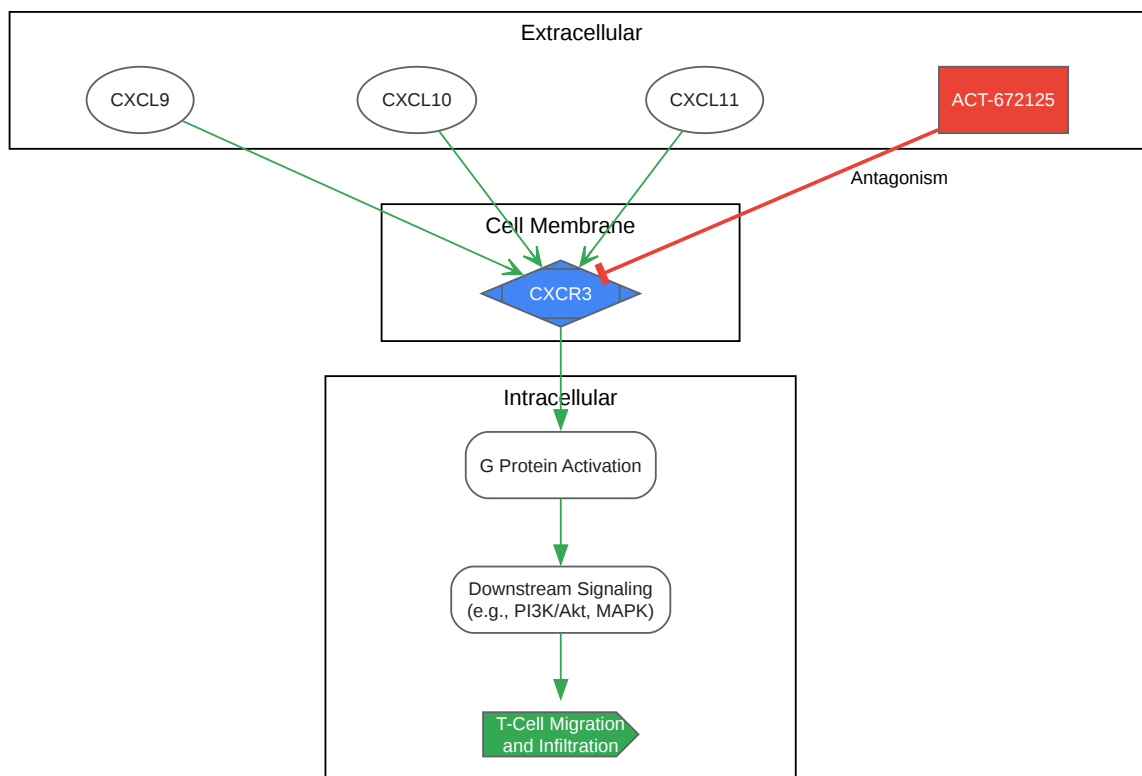 Extracellular
CXCL9
CXCL10
CXCL11
ACT-672125
Antagonism
Cell Membrane
CXCR3
Intracellular
G Protein Activation
Downstream Signaling
(e.g., PI3K/Akt, MAPK)
T-Cell Migration
and Infiltration